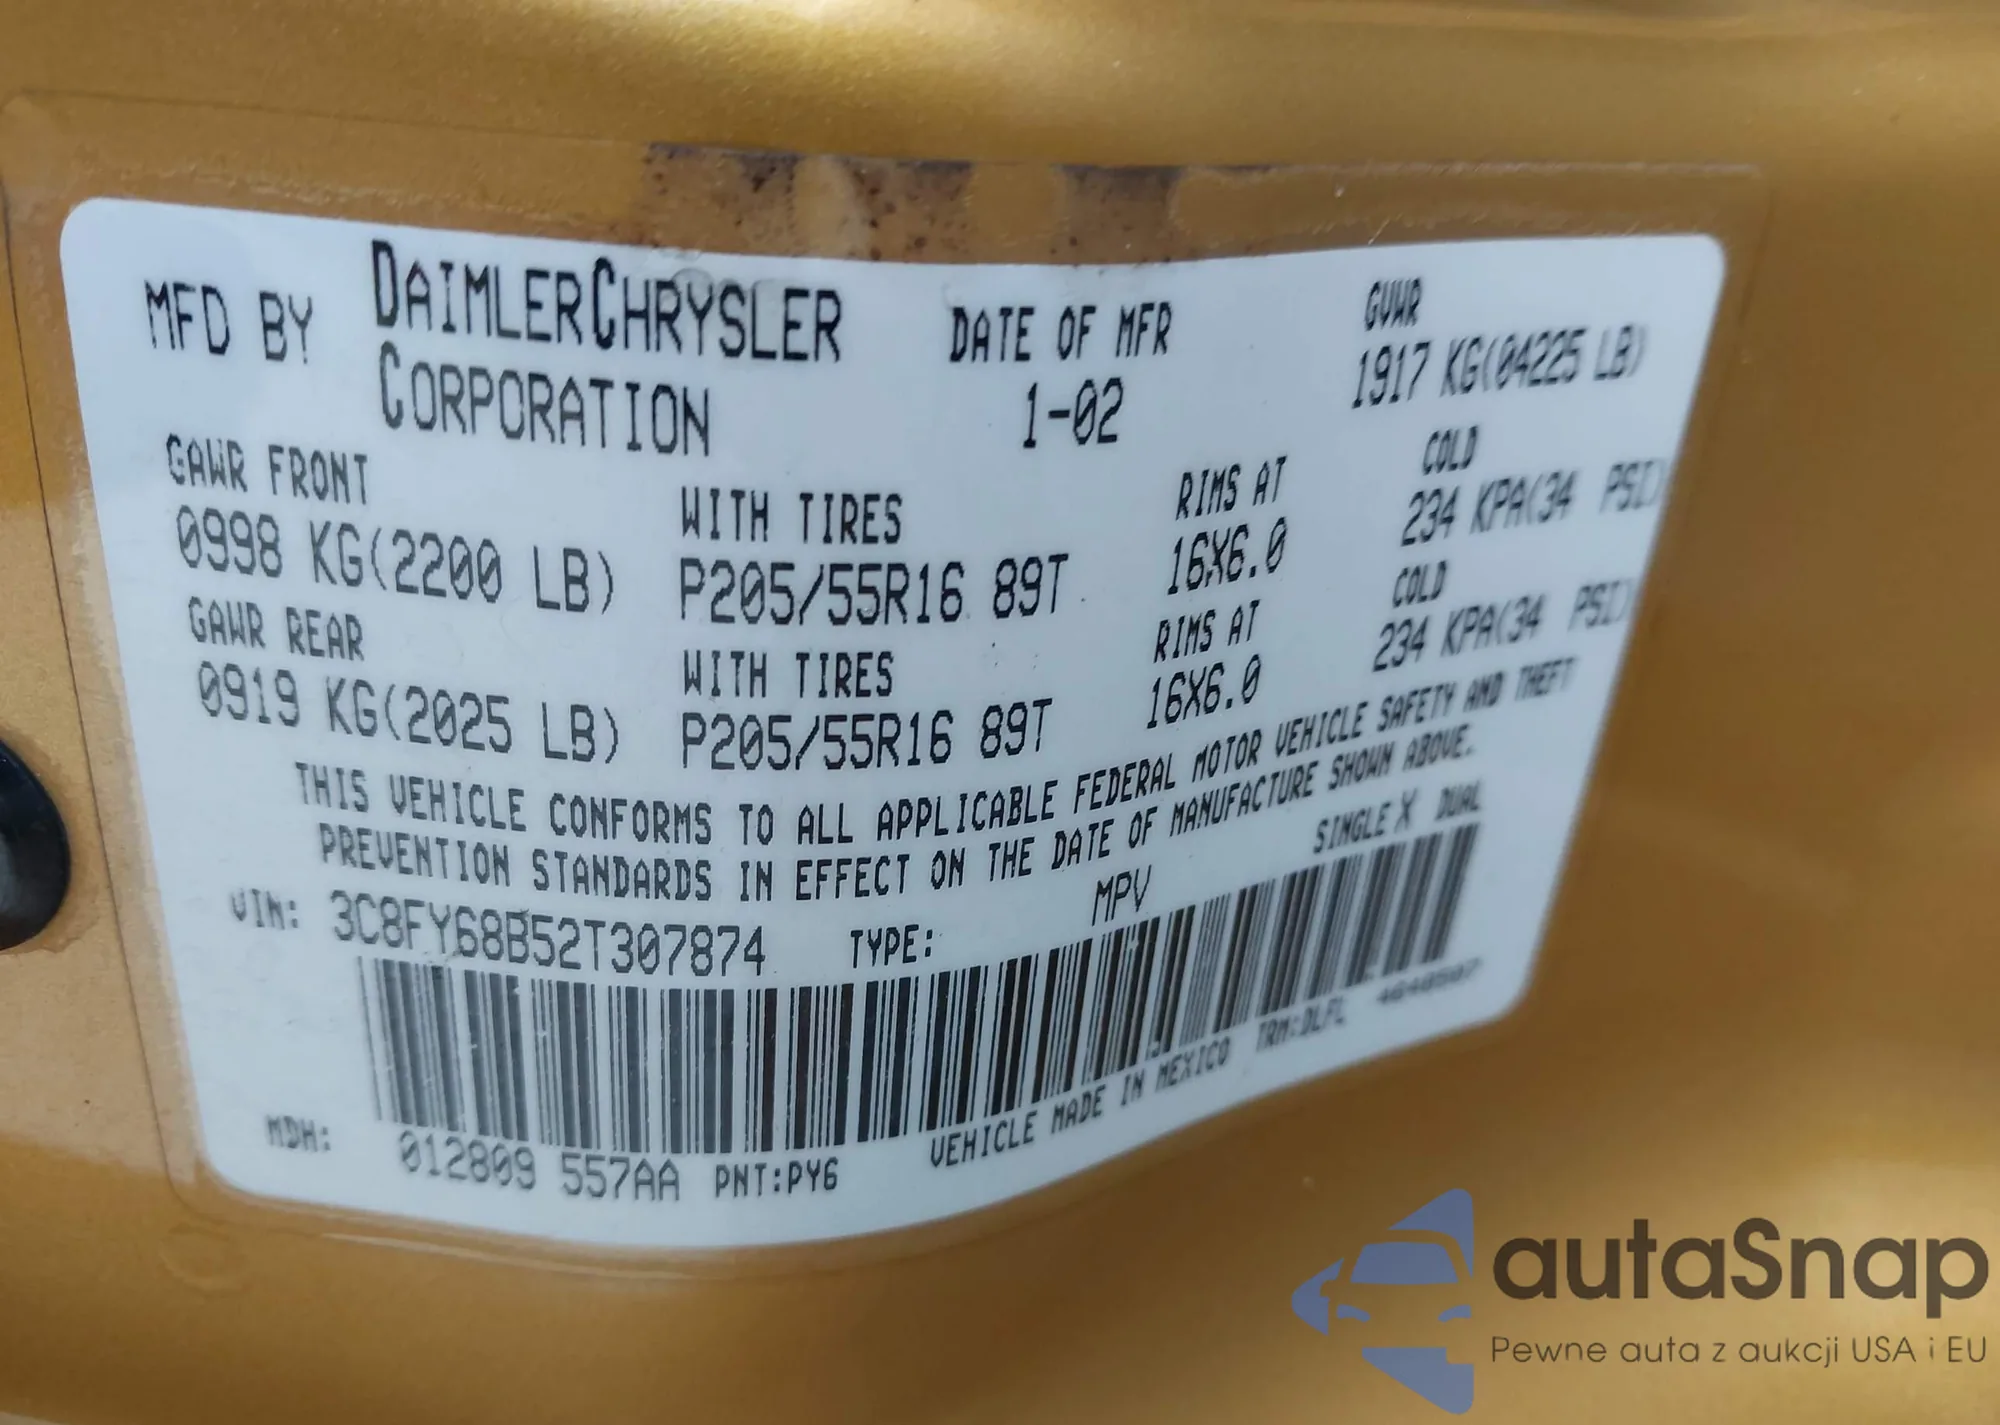 MFD BY DAIMLERCHRYSLER CORPORATION DATE OF MFR 1-02 GVWR 1917 KG(04225 LB)
GAWR FRONT WITH TIRES RIMS AT COLD
0998 KG(2200 LB) P205/55R16 89T 16X6.0 234 KPA(34 PSI)
GAWR REAR WITH TIRES RIMS AT COLD
0919 KG(2025 LB) P205/55R16 89T 16X6.0 234 KPA(34 PSI)
THIS VEHICLE CONFORMS TO ALL APPLICABLE FEDERAL MOTOR VEHICLE SAFETY AND THEFT
PREVENTION STANDARDS IN EFFECT ON THE DATE OF MANUFACTURE SHOWN ABOVE.
VIN: 3C8FY68B52T307874 TYPE: MPV SINGLE X DUAL
MDH: 012809 557AA PNT:PY6 VEHICLE MADE IN MEXICO TRM:DLFL
autaSnap
Pewne auta z aukcji USA i EU